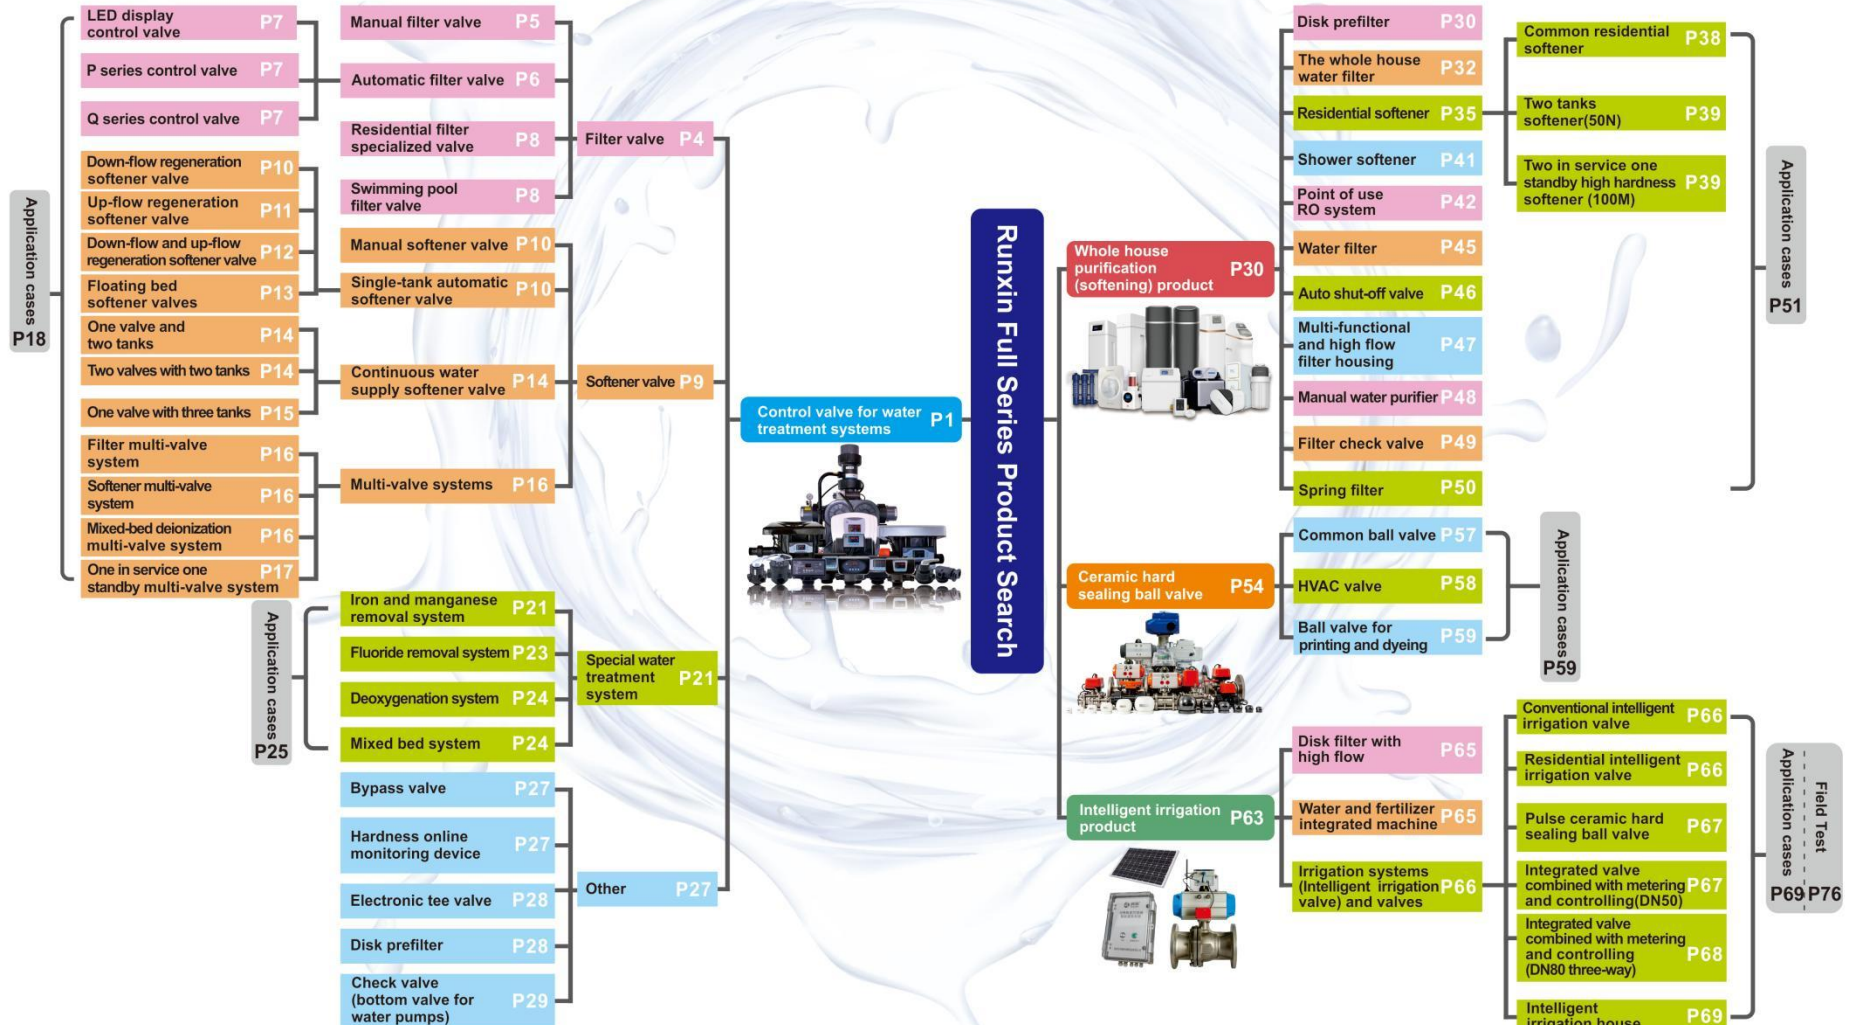 LED display
control valve P7
P series control valve P7
Q series control valve P7
Down-flow regeneration
softener valve P10
Up-flow regeneration
softener valve P11
Down-flow and up-flow
regeneration softener valve P12
Floating bed
softener valves P13
One valve and
two tanks P14
Two valves with two tanks P14
One valve with three tanks P15
Filter multi-valve
system P16
Softener multi-valve
system P16
Mixed-bed deionization
multi-valve system P16
One in service one
standby multi-valve system P17
Application cases
P18
Manual filter valve P5
Automatic filter valve P6
Residential filter
specialized valve P8
Swimming pool
filter valve P8
Filter valve P4
Manual softener valve P10
Single-tank automatic
softener valve P10
Continuous water
supply softener valve P14
Multi-valve systems P16
Softener valve P9
Iron and manganese
removal system P21
Fluoride removal system P23
Deoxygenation system P24
Mixed bed system P24
Application cases
P25
Special water
treatment
system P21
Bypass valve P27
Hardness online
monitoring device P27
Electronic tee valve P28
Disk prefilter P28
Check valve
(bottom valve for
water pumps) P29
Other P27
Control valve for water
treatment systems P1
Runxin Full Series Product Search
Whole house
purification
(softening) product P30
Disk prefilter P30
The whole house
water filter P32
Residential softener P35
Shower softener P41
Point of use
RO system P42
Water filter P45
Auto shut-off valve P46
Multi-functional
and high flow
filter housing P47
Manual water purifier P48
Filter check valve P49
Spring filter P50
Common residential
softener P38
Two tanks
softener(50N) P39
Two in service one
standby high hardness
softener (100M) P39
Application cases
P51
Ceramic hard
sealing ball valve P54
Common ball valve P57
HVAC valve P58
Ball valve for
printing and dyeing P59
Application cases
P59
Intelligent irrigation
product P63
Disk filter with
high flow P65
Water and fertilizer
integrated machine P65
Irrigation systems
(Intelligent irrigation
valve) and valves P66
Conventional intelligent
irrigation valve P66
Residential intelligent
irrigation valve P66
Pulse ceramic hard
sealing ball valve P67
Integrated valve
combined with metering
and controlling(DN50) P67
Integrated valve
combined with metering
and controlling
(DN80 three-way) P68
Intelligent
irrigation house P69
Application cases
P69
Field Test
P76